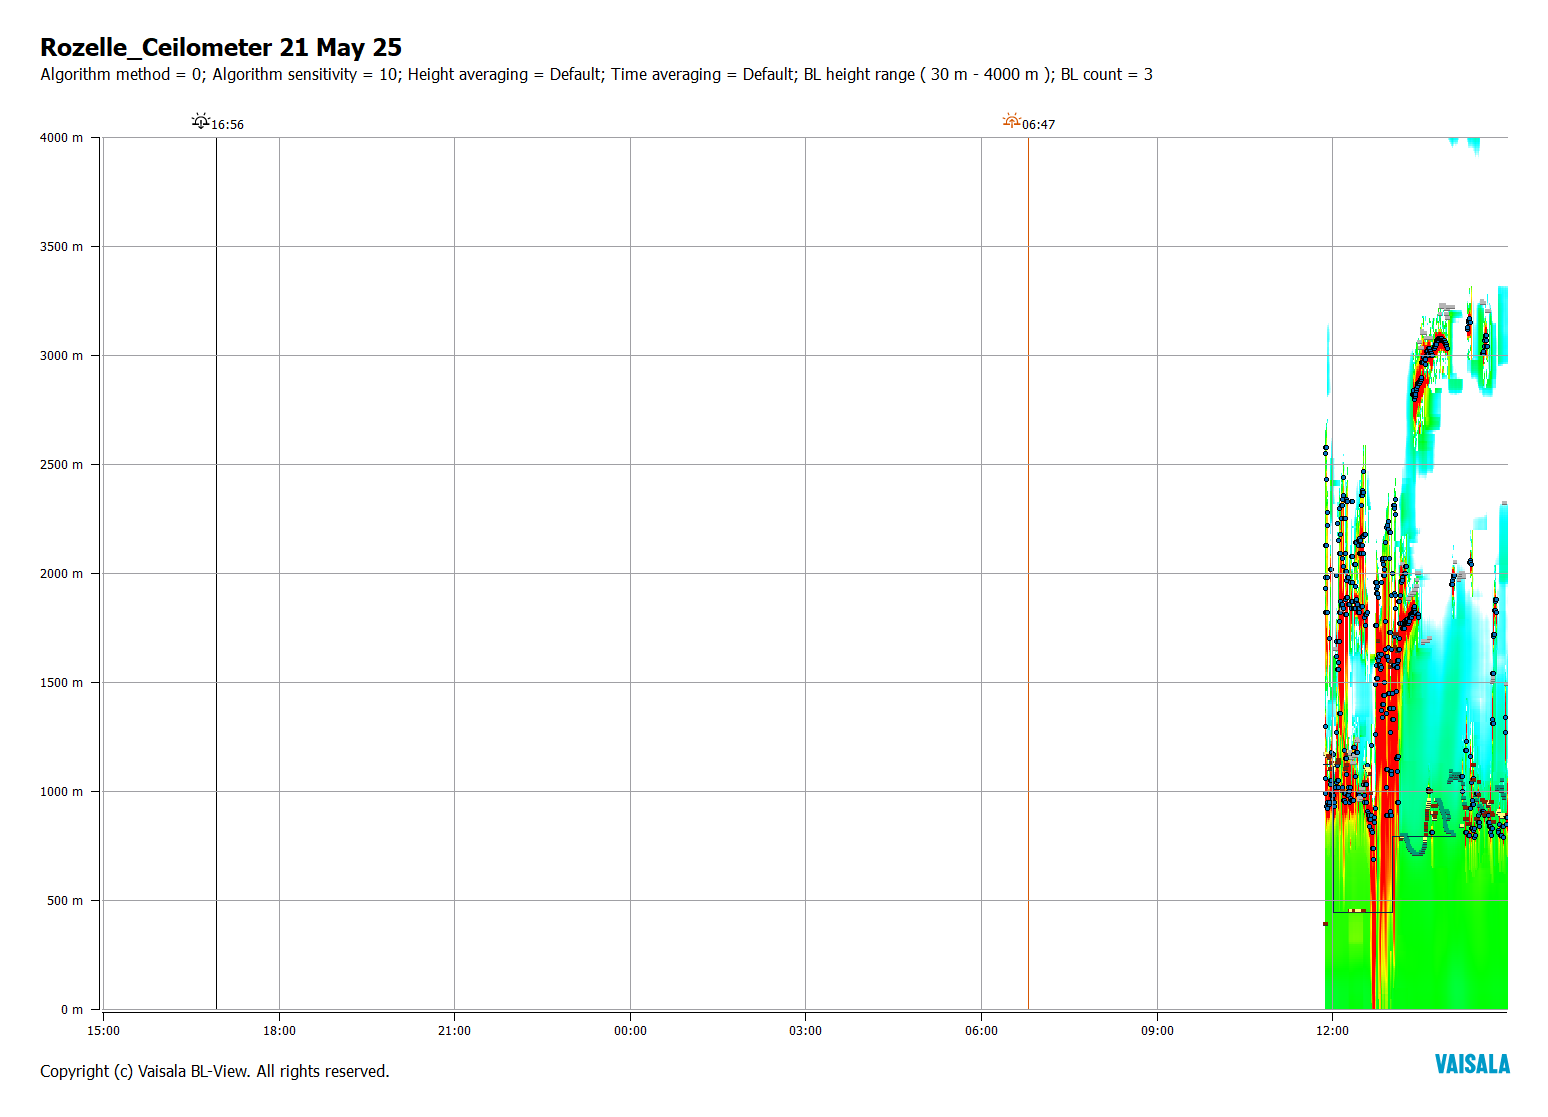 Rozelle_Ceilometer 21 May 25
Algorithm method = 0; Algorithm sensitivity = 10; Height averaging = Default; Time averaging = Default; BL height range ( 30 m - 4000 m ); BL count = 3
16:56
06:47
4000 m
3500 m
3000 m
2500 m
2000 m
1500 m
1000 m
500 m
0 m
15:00 18:00 21:00 00:00 03:00 06:00 09:00 12:00
Copyright (c) Vaisala BL-View. All rights reserved.
VAISALA